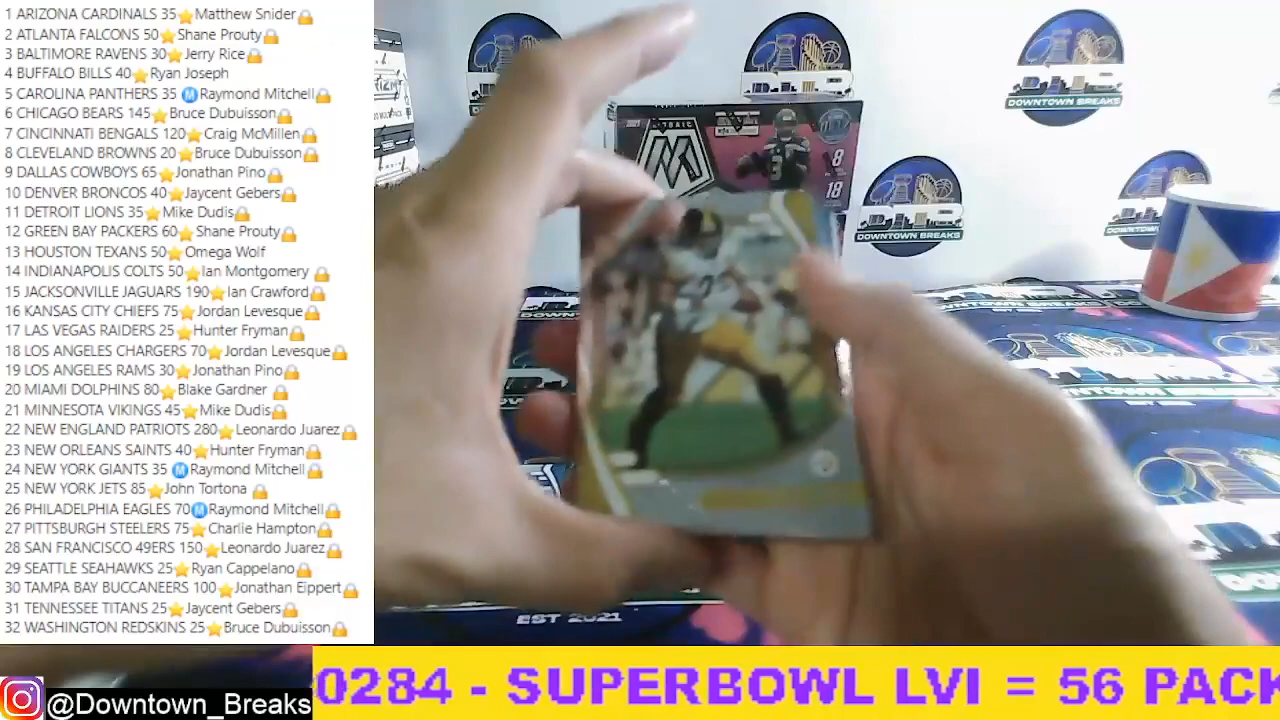 1 ARIZONA CARDINALS 35⭐Matthew Snider🔒
2 ATLANTA FALCONS 50⭐Shane Prouty🔒
3 BALTIMORE RAVENS 30⭐Jerry Rice🔒
4 BUFFALO BILLS 40⭐Ryan Joseph
5 CAROLINA PANTHERS 35 Ⓜ️Raymond Mitchell🔒
6 CHICAGO BEARS 145⭐Bruce Dubuisson🔒
7 CINCINNATI BENGALS 120⭐Craig McMillen🔒
8 CLEVELAND BROWNS 20⭐Bruce Dubuisson🔒
9 DALLAS COWBOYS 65⭐Jonathan Pino🔒
10 DENVER BRONCOS 40⭐Jaycent Gebers🔒
11 DETROIT LIONS 35⭐Mike Dudis🔒
12 GREEN BAY PACKERS 60⭐Shane Prouty🔒
13 HOUSTON TEXANS 50⭐Omega Wolf
14 INDIANAPOLIS COLTS 50⭐Ian Montgomery 🔒
15 JACKSONVILLE JAGUARS 190⭐Ian Crawford🔒
16 KANSAS CITY CHIEFS 75⭐Jordan Levesque🔒
17 LAS VEGAS RAIDERS 25⭐Hunter Fryman🔒
18 LOS ANGELES CHARGERS 70⭐Jordan Levesque🔒
19 LOS ANGELES RAMS 30⭐Jonathan Pino🔒
20 MIAMI DOLPHINS 80⭐Blake Gardner 🔒
21 MINNESOTA VIKINGS 45⭐Mike Dudis🔒
22 NEW ENGLAND PATRIOTS 280⭐Leonardo Juarez🔒
23 NEW ORLEANS SAINTS 40⭐Hunter Fryman🔒
24 NEW YORK GIANTS 35 Ⓜ️Raymond Mitchell🔒
25 NEW YORK JETS 85⭐John Tortona 🔒
26 PHILADELPHIA EAGLES 70Ⓜ️Raymond Mitchell🔒
27 PITTSBURGH STEELERS 75⭐Charlie Hampton🔒
28 SAN FRANCISCO 49ERS 150⭐Leonardo Juarez🔒
29 SEATTLE SEAHAWKS 25⭐Ryan Cappelano🔒
30 TAMPA BAY BUCCANEERS 100⭐Jonathan Eippert🔒
31 TENNESSEE TITANS 25⭐Jaycent Gebers🔒
32 WASHINGTON REDSKINS 25⭐Bruce Dubuisson🔒
DOWNTOWN BREAKS
MOSAIC
8
18
DOWNTOWN BREAKS
DOWNTOWN BREAKS
EST 2021
@Downtown_Breaks
0284 - SUPERBOWL LVI = 56 PACK